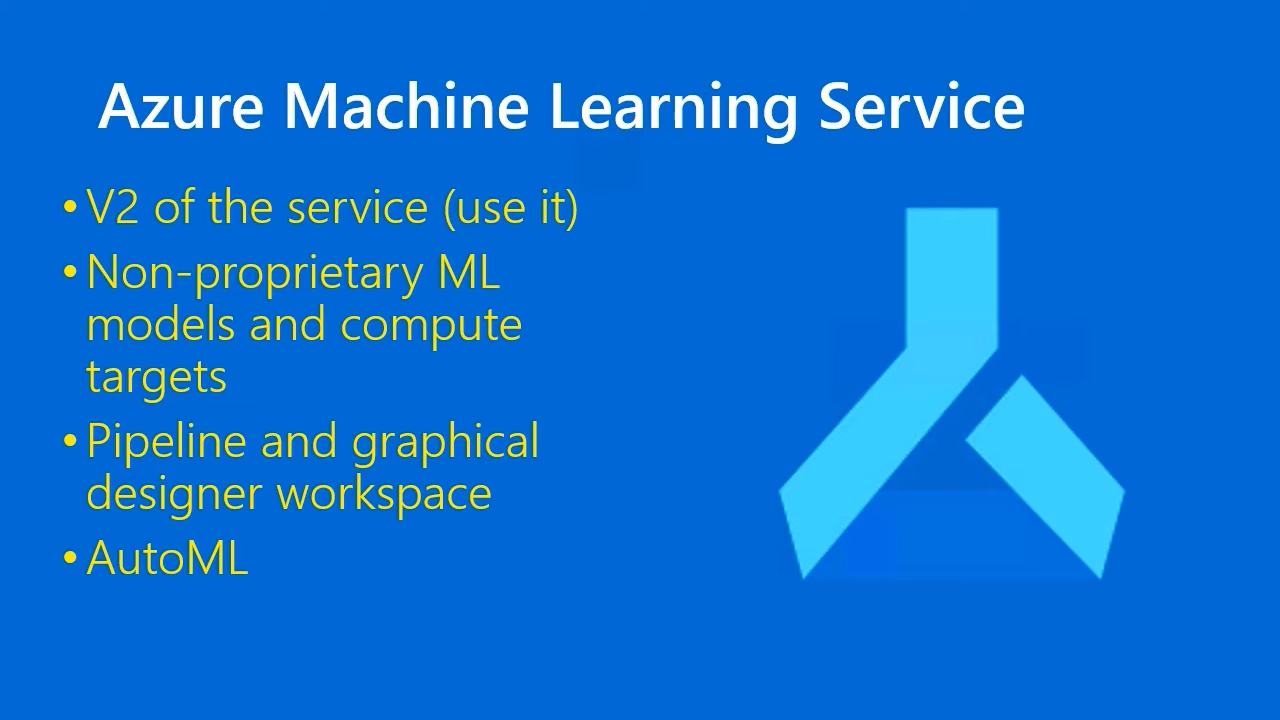 Azure Machine Learning Service
• V2 of the service (use it)
• Non-proprietary ML
models and compute
targets
• Pipeline and graphical
designer workspace
• AutoML